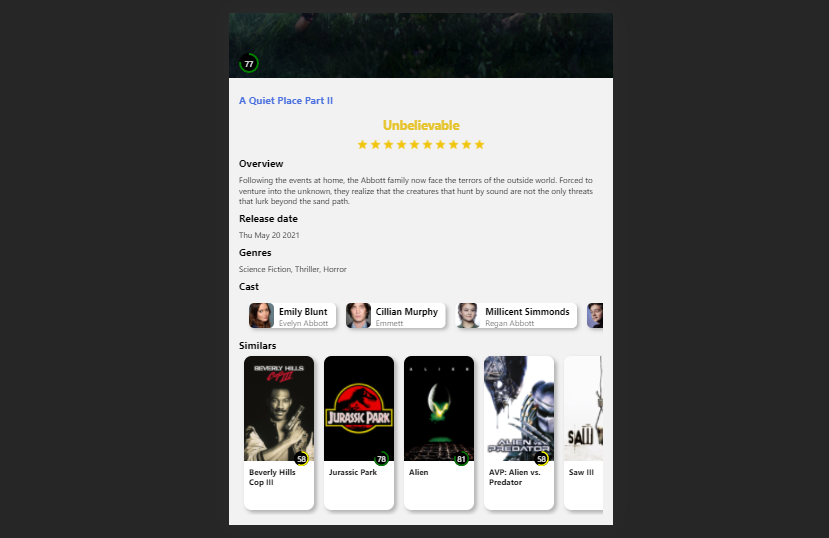 77
A Quiet Place Part II
Unbelievable
Overview
Following the events at home, the Abbott family now face the terrors of the outside world. Forced to
venture into the unknown, they realize that the creatures that hunt by sound are not the only threats
that lurk beyond the sand path.
Release date
Thu May 20 2021
Genres
Science Fiction, Thriller, Horror
Cast
Emily Blunt
Evelyn Abbott
Cillian Murphy
Emmett
Millicent Simmonds
Regan Abbott
Similars
BEVERLY HILLS
COP III
58
Beverly Hills
Cop III
JURASSIC PARK
78
Jurassic Park
ALIEN
81
Alien
ALIEN VS. PREDATOR
58
AVP: Alien vs.
Predator
SAW
Saw III